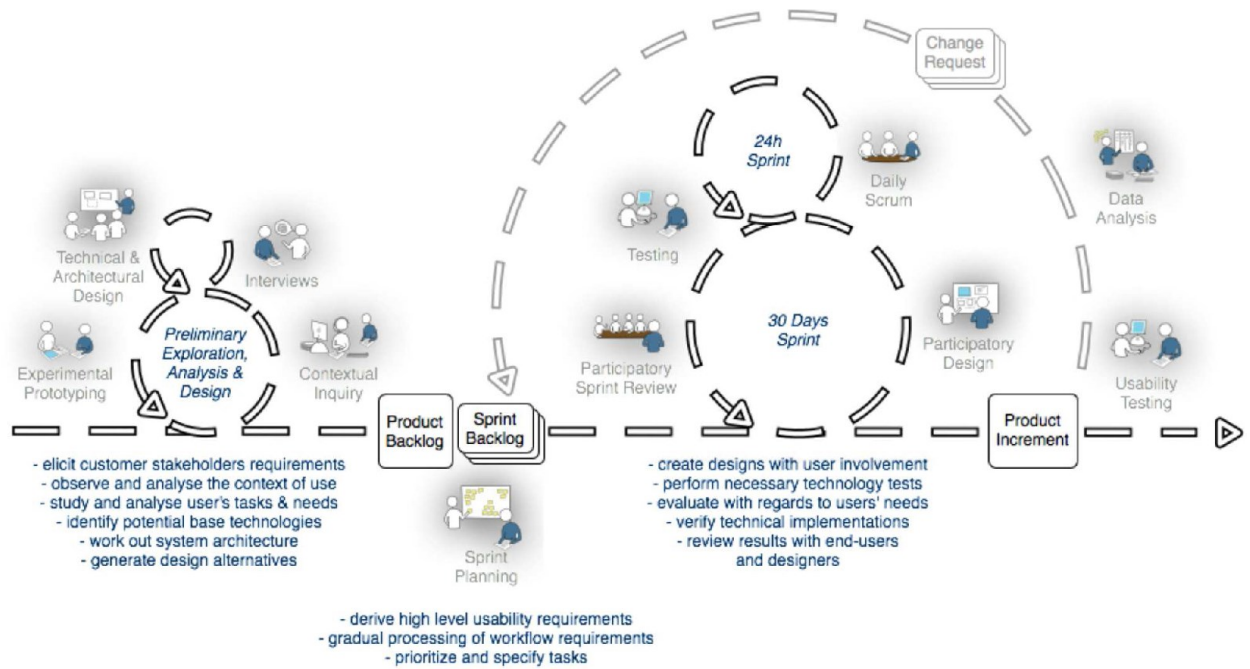 Change
Request
24h
Sprint
Daily
Scrum
Data
Analysis
Testing
Technical &
Architectural
Design
Interviews
Preliminary
Exploration,
Analysis &
Design
Experimental
Prototyping
Contextual
Inquiry
30 Days
Sprint
Participatory
Sprint Review
Participatory
Design
Usability
Testing
Product
Backlog
Sprint
Backlog
Product
Increment
- elicit customer stakeholders requirements
- observe and analyse the context of use
- study and analyse user's tasks & needs
- identify potential base technologies
- work out system architecture
- generate design alternatives
Sprint
Planning
- create designs with user involvement
- perform necessary technology tests
- evaluate with regards to users' needs
- verify technical implementations
- review results with end-users
and designers
- derive high level usability requirements
- gradual processing of workflow requirements
- prioritize and specify tasks